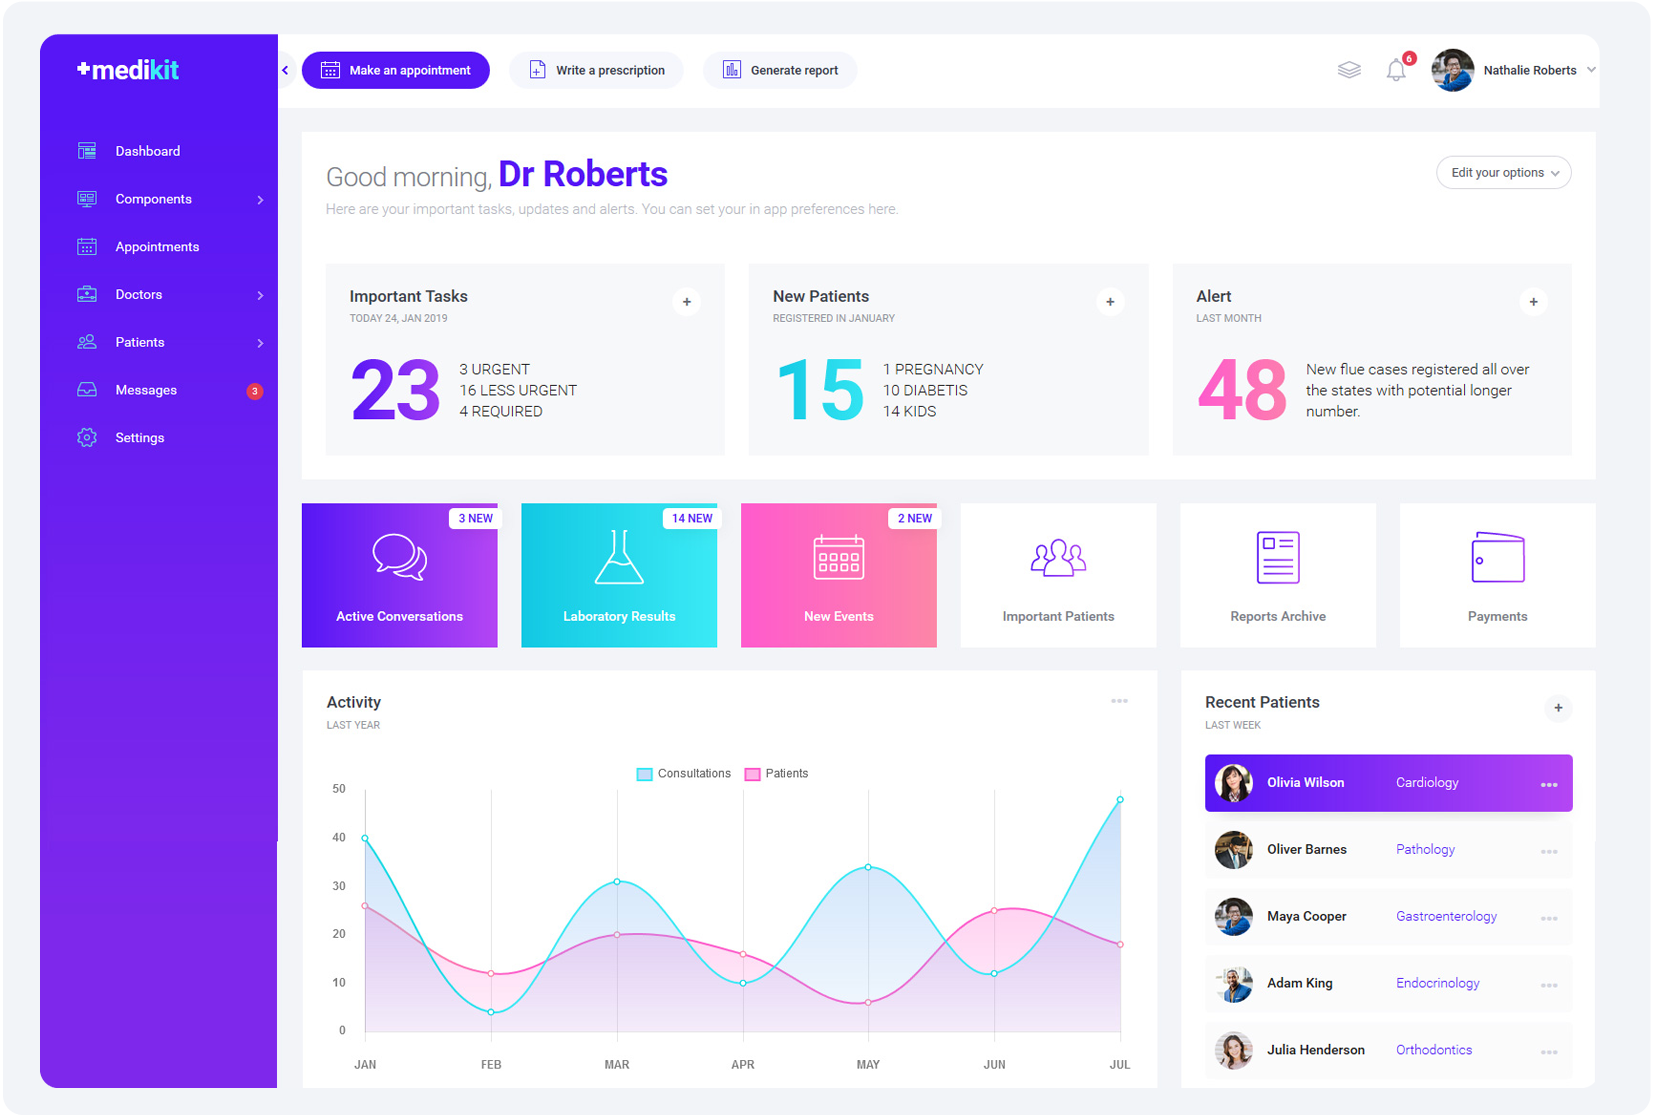 medikit
Make an appointment
Write a prescription
Generate report
6
Nathalie Roberts
Dashboard
Components
Appointments
Doctors
Patients
Messages
3
Settings
Good morning, Dr Roberts
Here are your important tasks, updates and alerts. You can set your in app preferences here.
Edit your options
Important Tasks
TODAY 24, JAN 2019
+
23
3 URGENT
16 LESS URGENT
4 REQUIRED
New Patients
REGISTERED IN JANUARY
+
15
1 PREGNANCY
10 DIABETIS
14 KIDS
Alert
LAST MONTH
+
48
New flue cases registered all over
the states with potential longer
number.
3 NEW
Active Conversations
14 NEW
Laboratory Results
2 NEW
New Events
Important Patients
Reports Archive
Payments
Activity
LAST YEAR
Consultations
Patients
50
40
30
20
10
0
JAN
FEB
MAR
APR
MAY
JUN
JUL
Recent Patients
LAST WEEK
+
Olivia Wilson Cardiology
Oliver Barnes Pathology
Maya Cooper Gastroenterology
Adam King Endocrinology
Julia Henderson Orthodontics